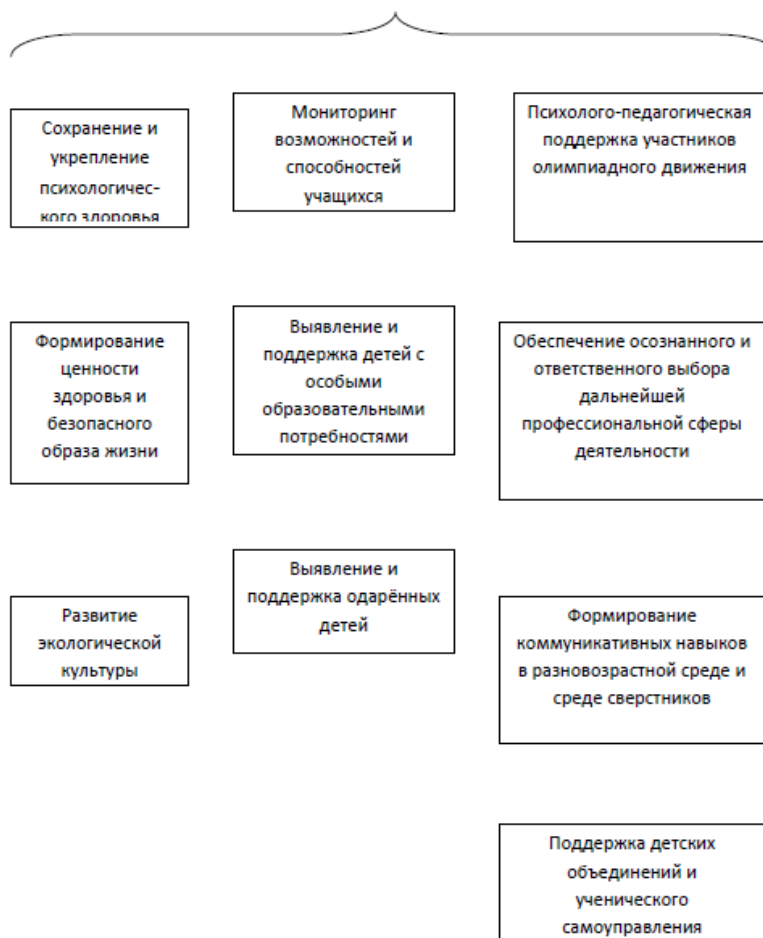 Сохранение и
укрепление
психологичес-
кого здоровья
Мониторинг
возможностей и
способностей
учащихся
Психолого-педагогическая
поддержка участников
олимпиадного движения
Формирование
ценности
здоровья и
безопасного
образа жизни
Выявление и
поддержка детей с
особыми
образовательными
потребностями
Обеспечение осознанного и
ответственного выбора
дальнейшей
профессиональной сферы
деятельности
Развитие
экологической
культуры
Выявление и
поддержка одарённых
детей
Формирование
коммуникативных навыков
в разновозрастной среде и
среде сверстников
Поддержка детских
объединений и
ученического
самоуправления